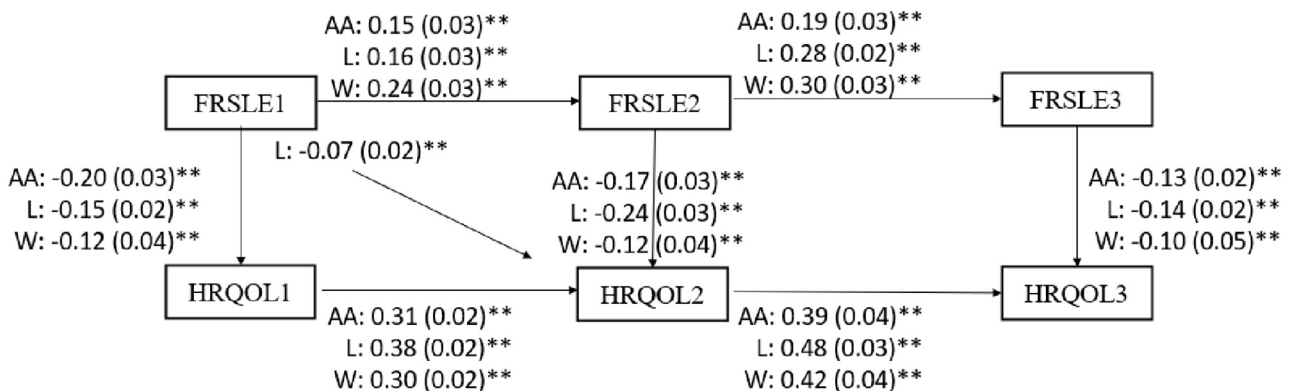 AA: 0.15 (0.03)**
L: 0.16 (0.03)**
W: 0.24 (0.03)**
AA: 0.19 (0.03)**
L: 0.28 (0.02)**
W: 0.30 (0.03)**
FRSLE1
FRSLE2
FRSLE3
L: -0.07 (0.02)**
AA: -0.20 (0.03)**
L: -0.15 (0.02)**
W: -0.12 (0.04)**
AA: -0.17 (0.03)**
L: -0.24 (0.03)**
W: -0.12 (0.04)**
AA: -0.13 (0.02)**
L: -0.14 (0.02)**
W: -0.10 (0.05)**
HRQOL1
HRQOL2
HRQOL3
AA: 0.31 (0.02)**
L: 0.38 (0.02)**
W: 0.30 (0.02)**
AA: 0.39 (0.04)**
L: 0.48 (0.03)**
W: 0.42 (0.04)**